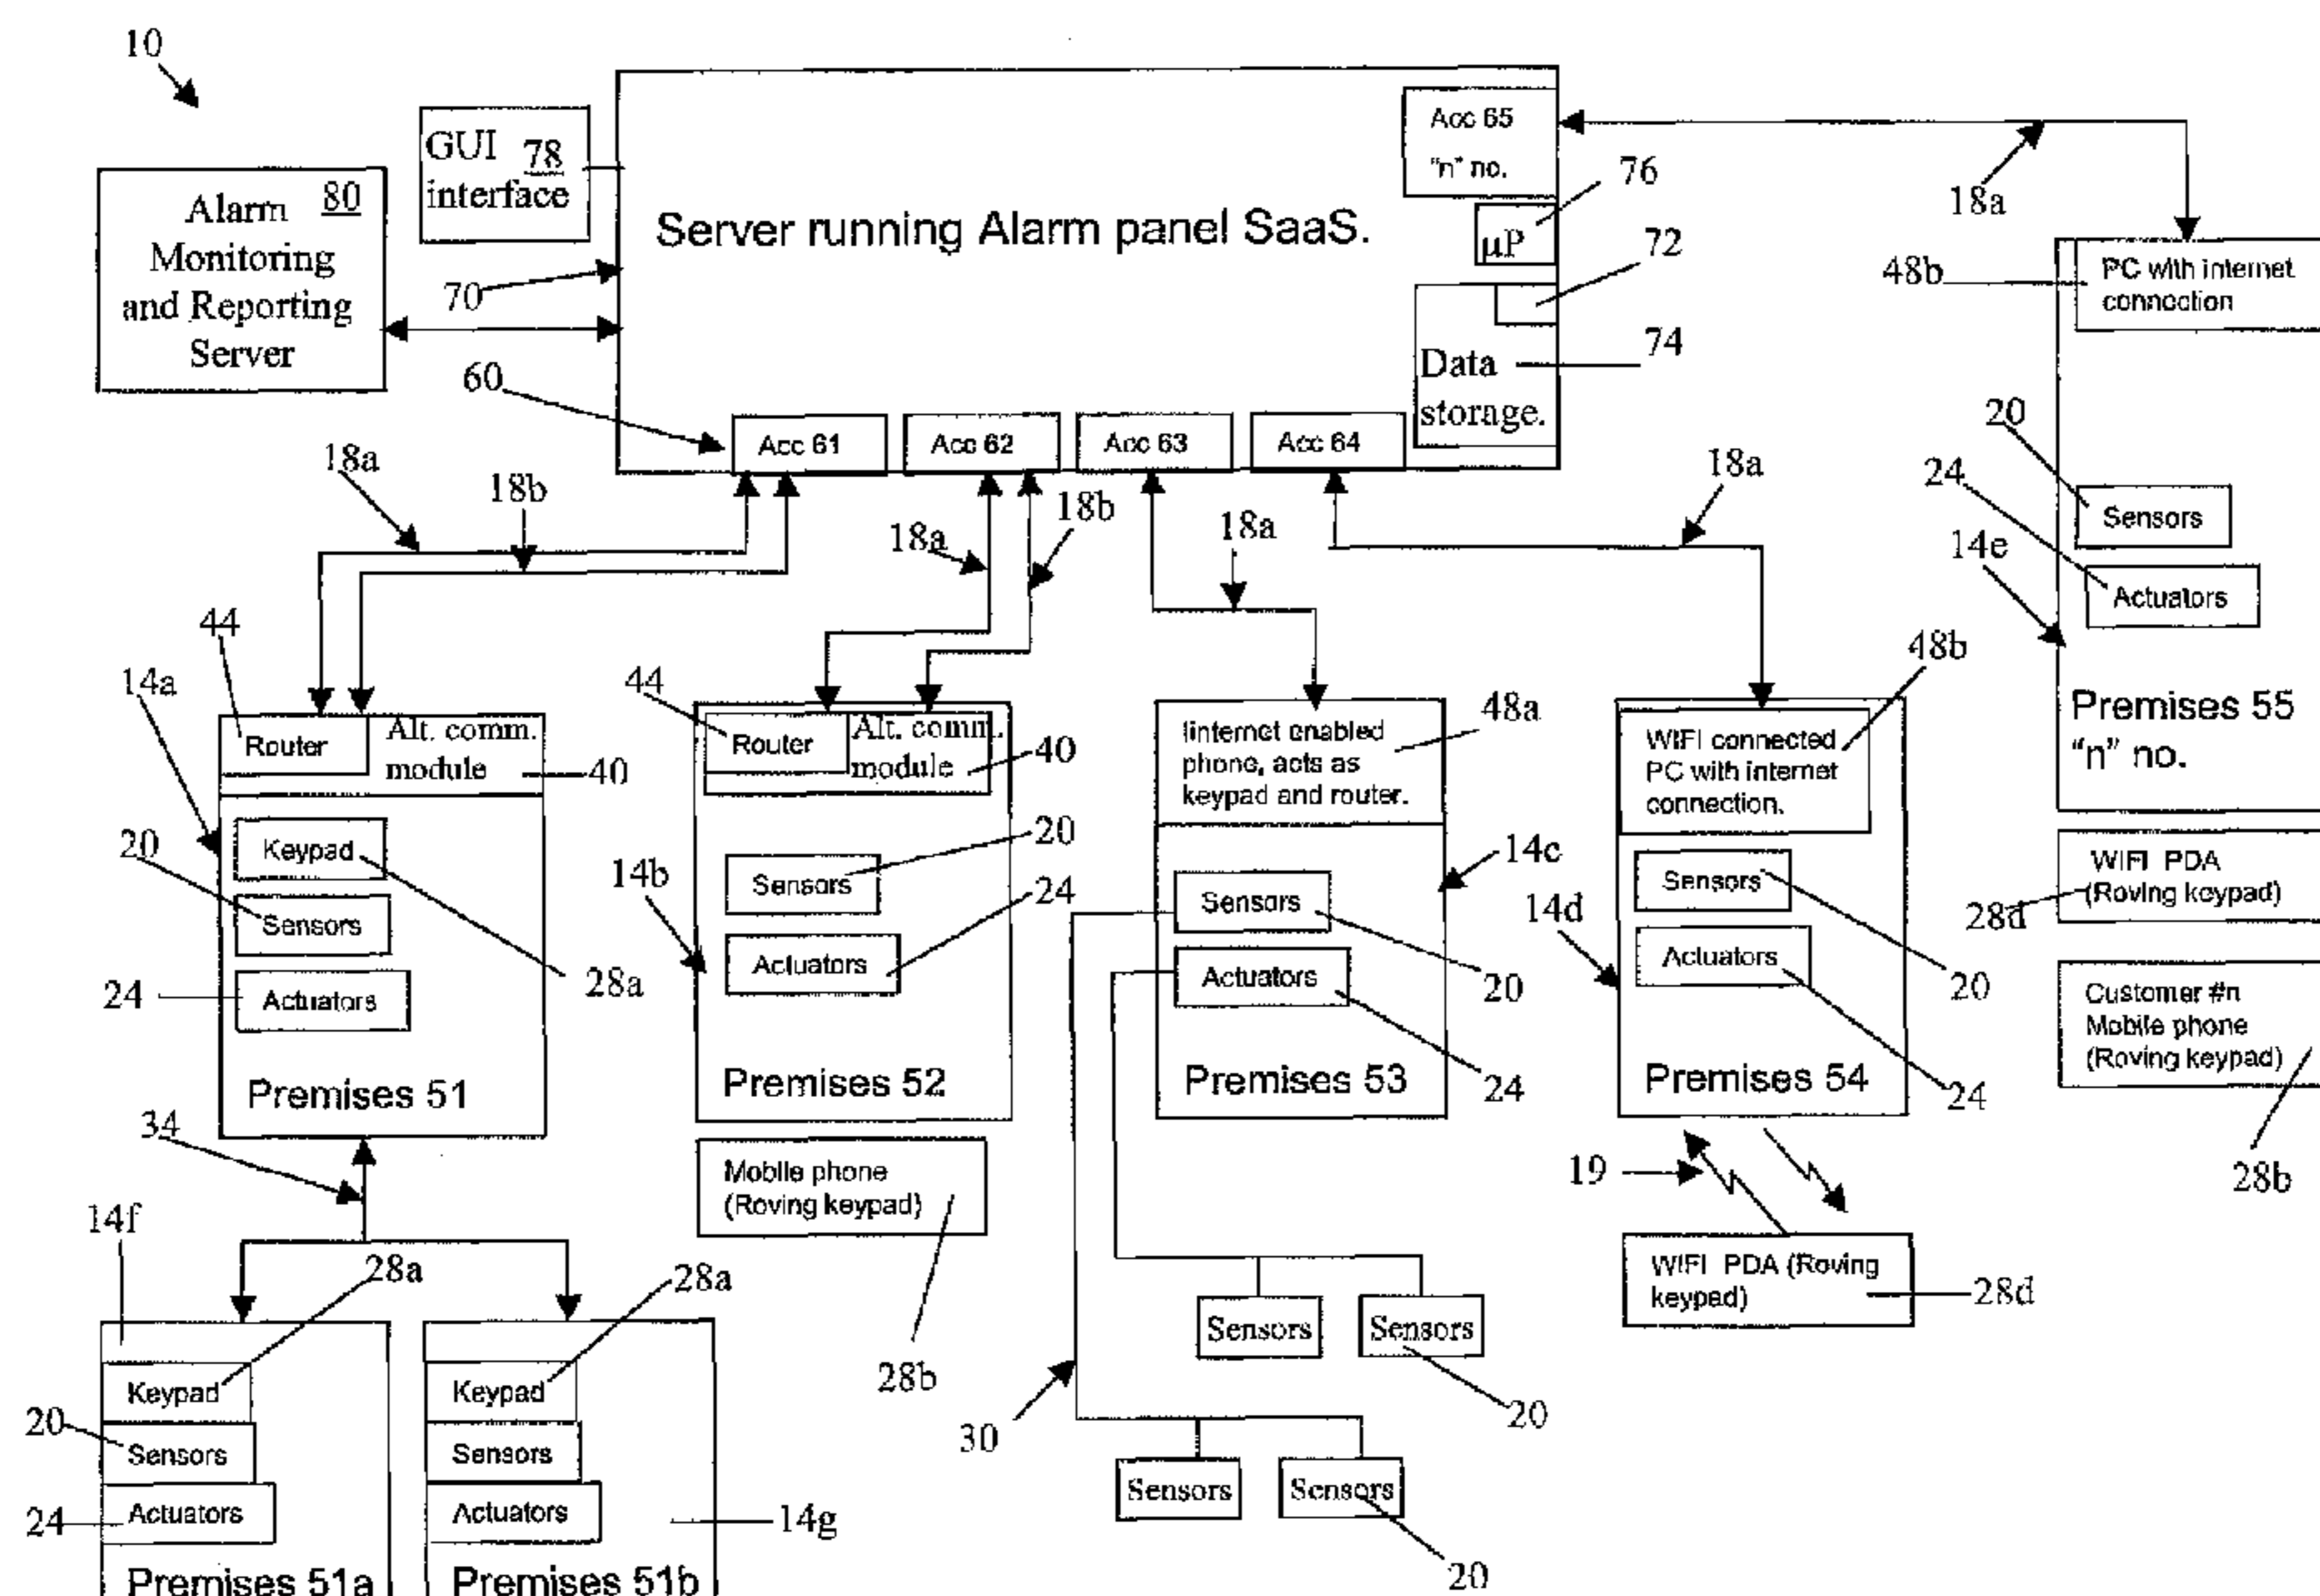 10
GUI 78
interface
Alarm 80
Monitoring
and Reporting
Server
70
60
Server running Alarm panel SaaS.
Acc 65
"n" no.
76
µP
72
74
Data
storage.
Acc 61
Acc 62
Acc 63
Acc 64
18a
48b
PC with internet
connection
20
Sensors
24
Actuators
14e
Premises 55
"n" no.
WIFI PDA
(Roving keypad)
28d
Customer #n
Mobile phone
(Roving keypad)
28b
18a
18b
18a
18b
18a
18a
44
14a
Router
Alt. comm.
module
40
20
Keypad
Sensors
28a
24
Actuators
Premises 51
34
44
Router
Alt. comm.
module
40
14b
Sensors
20
Actuators
24
Premises 52
Mobile phone
(Roving keypad)
28b
Iinternet enabled
phone, acts as
keypad and router.
48a
14c
Sensors
20
Actuators
24
Premises 53
30
Sensors
Sensors
20
Sensors
Sensors
20
48b
WIFI connected
PC with internet
connection.
14d
Sensors
20
Actuators
24
Premises 54
19
WIFI PDA (Roving
keypad)
28d
14f
28a
Keypad
20
Sensors
24
Actuators
Premises 51a
28a
Keypad
Sensors
Actuators
14g
Premises 51b